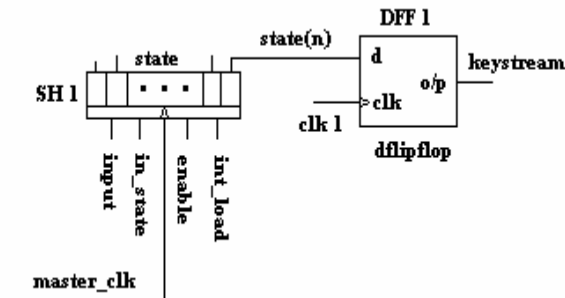 DFF 1
state(n)
state
d
keystream
SH 1
o/p
clk
clk 1
dflipflop
input
in_state
enable
int_load
master_clk